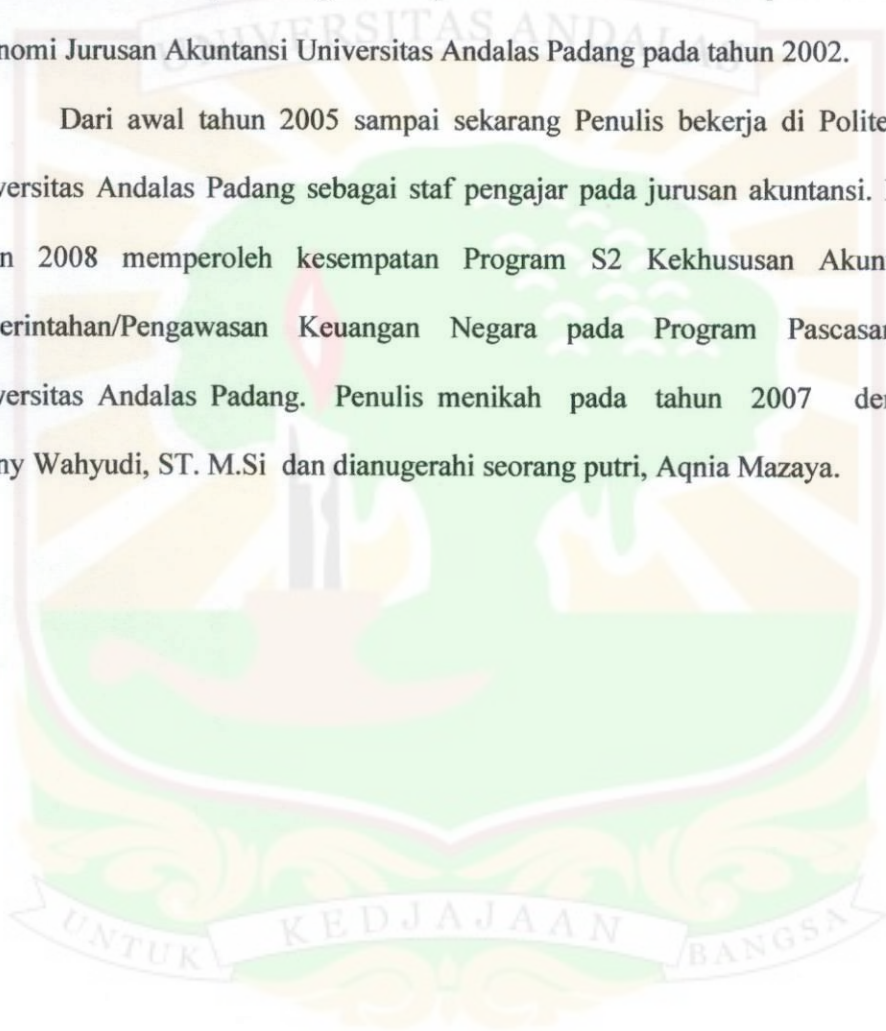 UNIVERSITAS ANDALAS
nomi Jurusan Akuntansi Universitas Andalas Padang pada tahun 2002.
Dari awal tahun 2005 sampai sekarang Penulis bekerja di Polite
versitas Andalas Padang sebagai staf pengajar pada jurusan akuntansi.
n 2008 memperoleh kesempatan Program S2 Kekhususan Akun
erintahan/Pengawasan Keuangan Negara pada Program Pascasar
versitas Andalas Padang. Penulis menikah pada tahun 2007 de
ny Wahyudi, ST. M.Si dan dianugerahi seorang putri, Aqnia Mazaya.
UNTUK KEDJAJAAN BANGSA